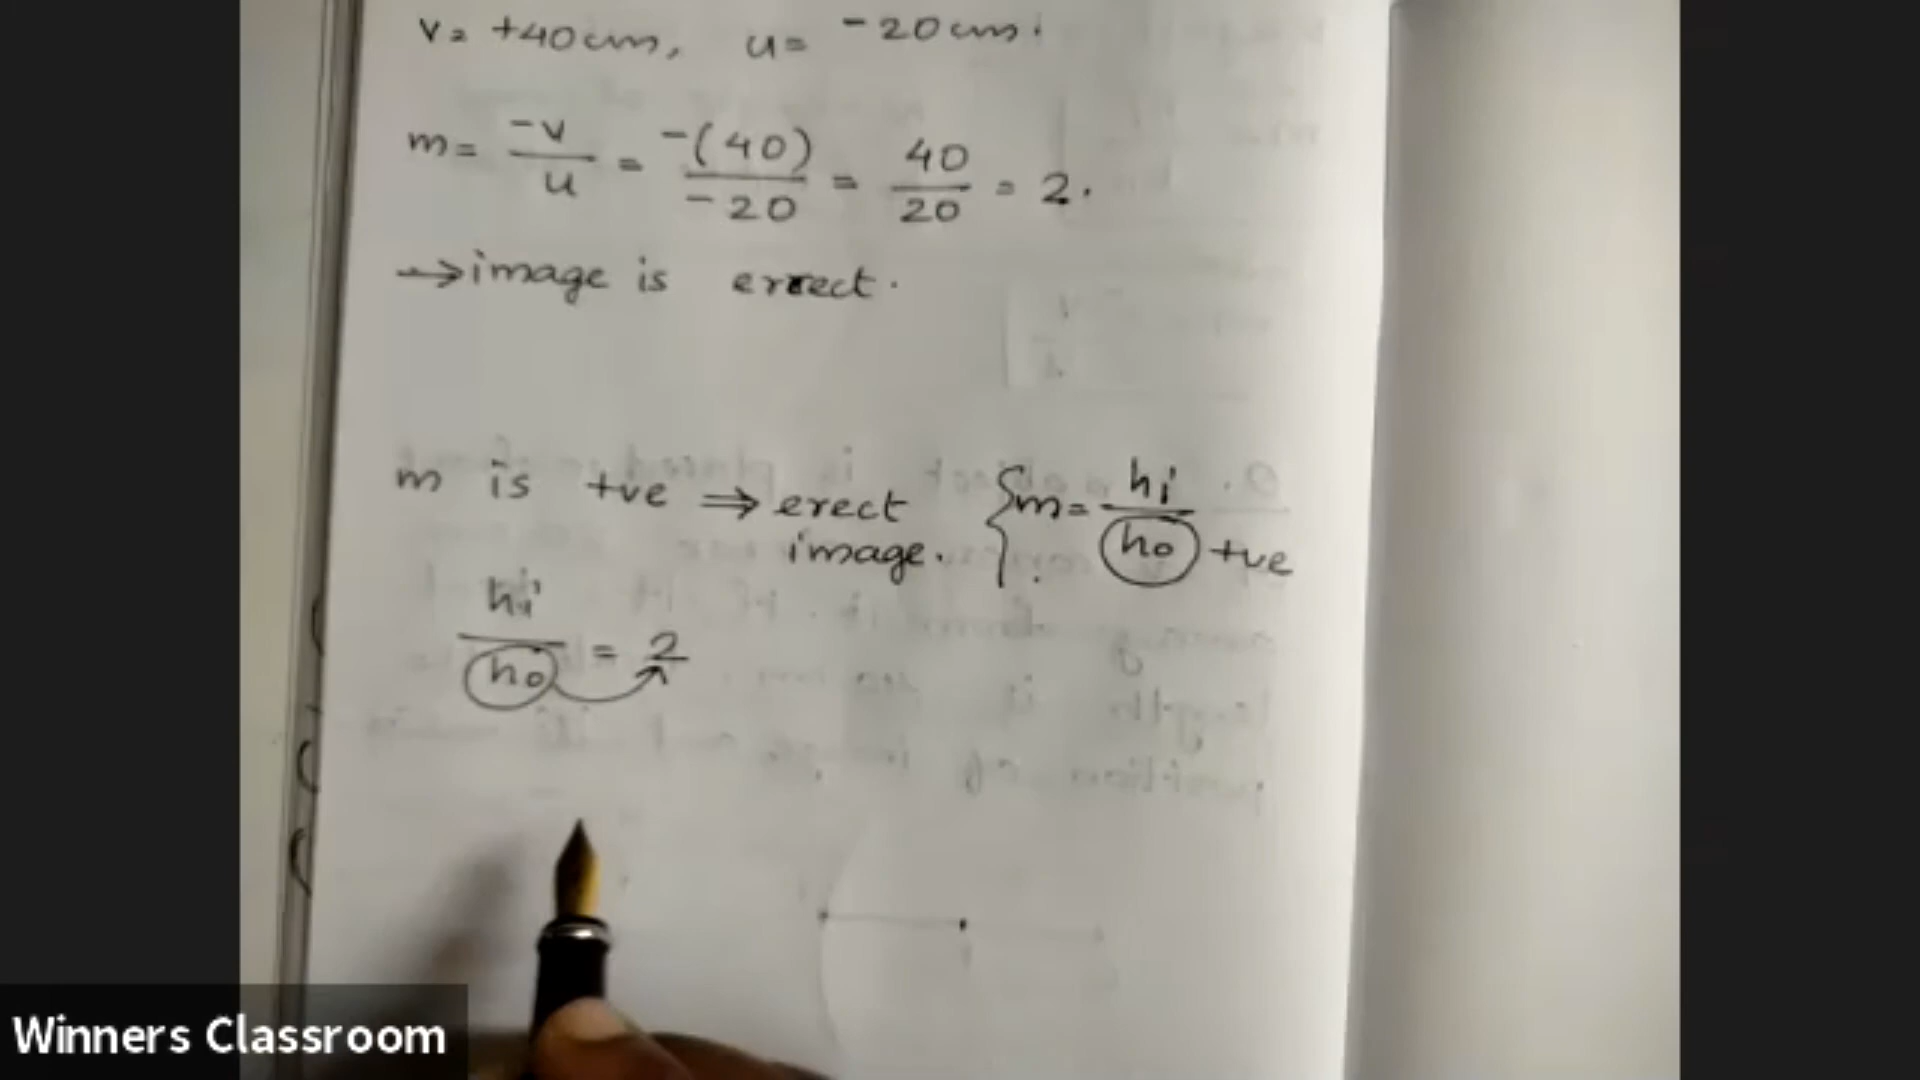 v= +40cm, u= -20cm.
m= -v/u = -(40)/-20 = 40/20 = 2.
→image is errect.
m is +ve ⇒ erect image. {m= hi/ho +ve
hi/ho = 2
Winners Classroom